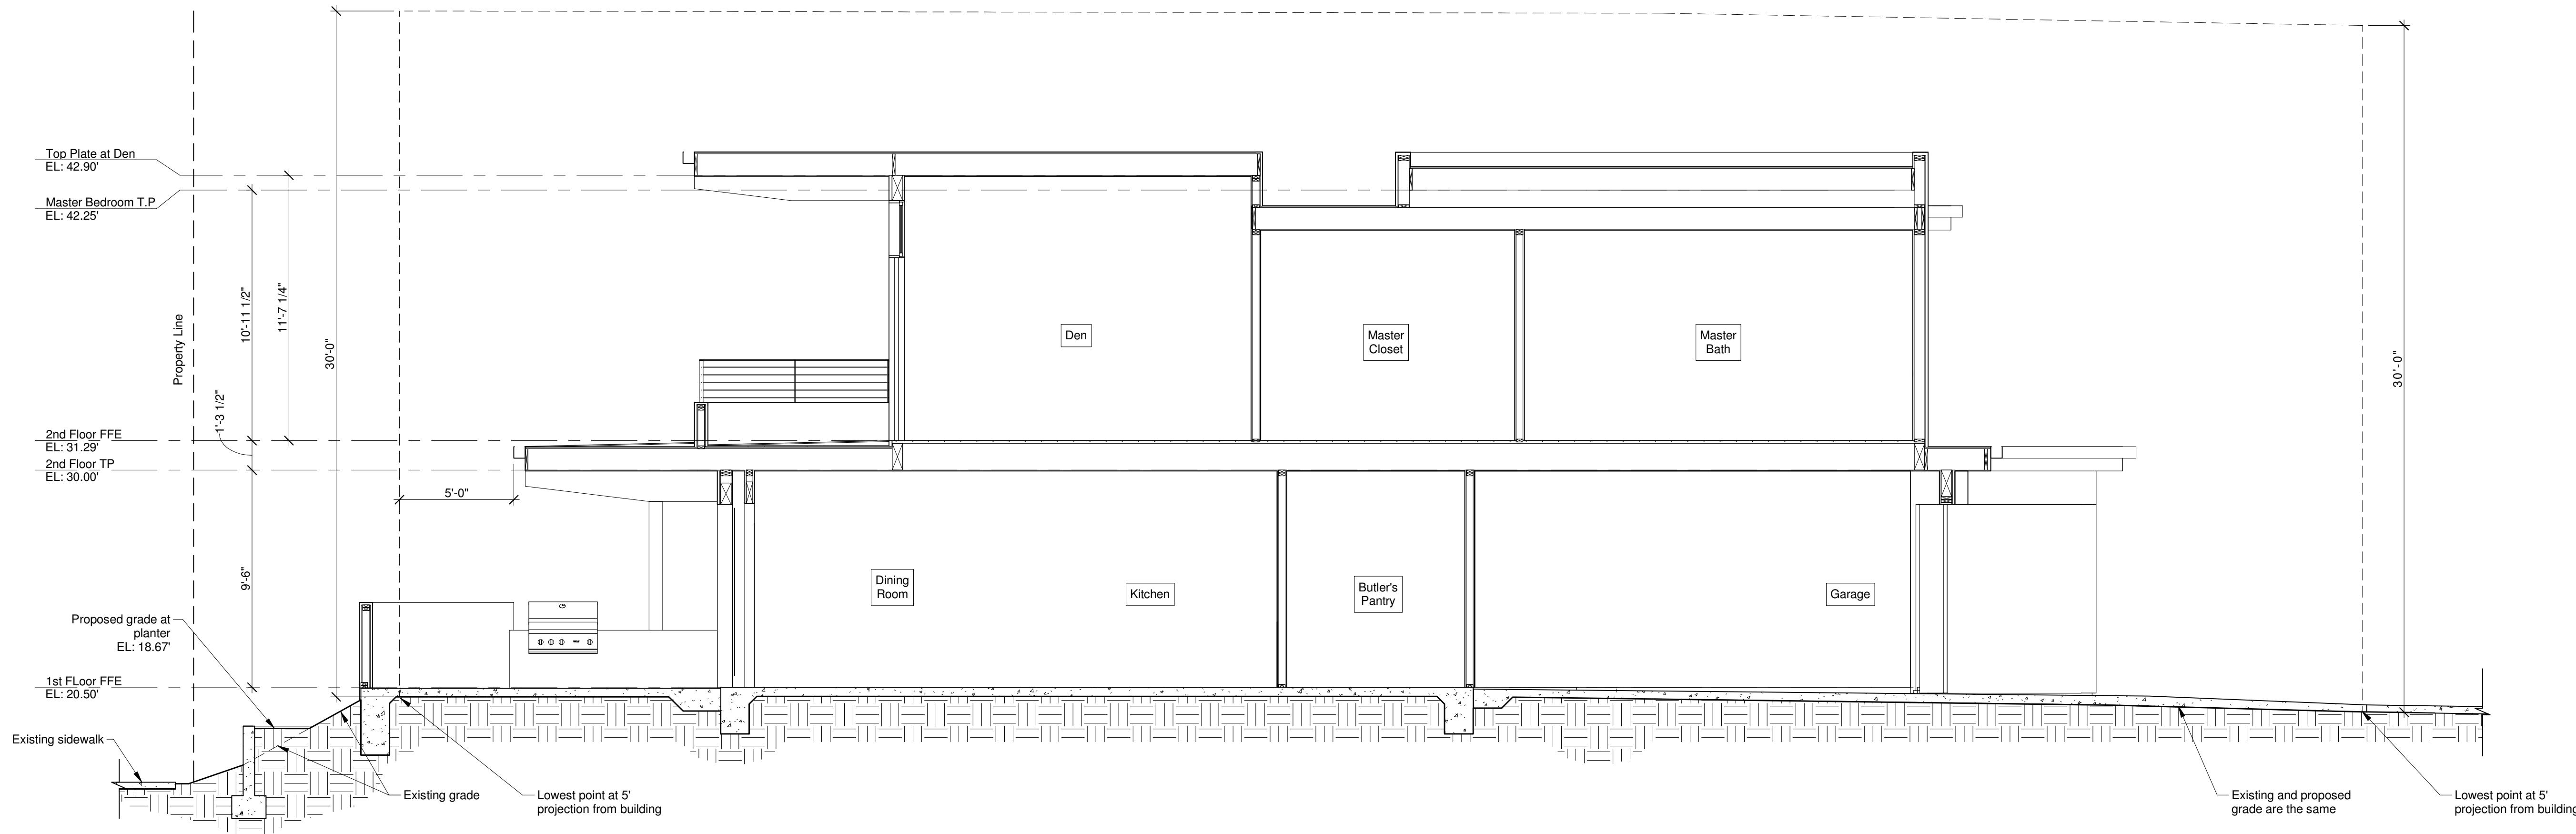 Top Plate at Den
EL: 42.90'
Master Bedroom T.P
EL: 42.25'
Property Line
10'-11 1/2"
11'-7 1/4"
30'-0"
1'-3 1/2"
2nd Floor FFE
EL: 31.29'
2nd Floor TP
EL: 30.00'
5'-0"
9'-6"
Den
Master
Closet
Master
Bath
30'-0"
Dining
Room
Kitchen
Butler's
Pantry
Garage
Proposed grade at
planter
EL: 18.67'
1st FLoor FFE
EL: 20.50'
Existing sidewalk
Existing grade
Lowest point at 5'
projection from building
Existing and proposed
grade are the same
Lowest point at 5'
projection from building